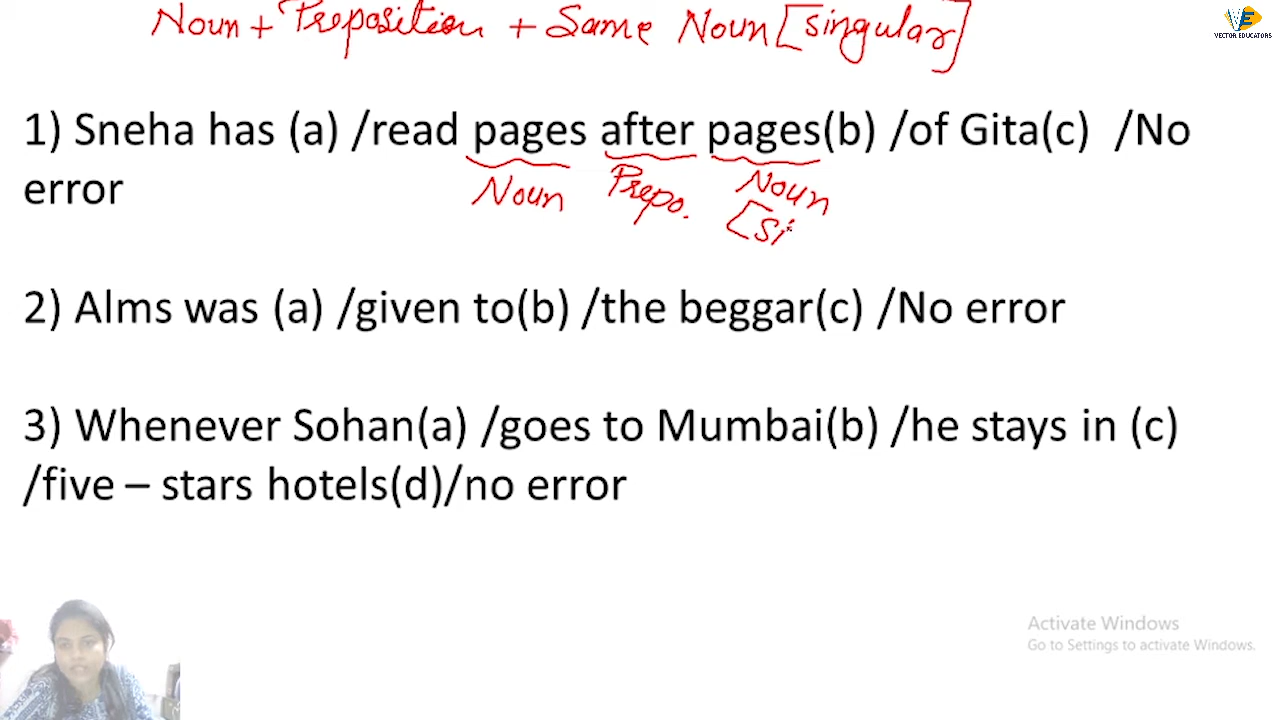 Noun + Preposition + Same Noun [singular]
VECTOR EDUCATORS
1) Sneha has (a) /read pages after pages(b) /of Gita(c) /No
error
Noun Prepo. Noun
[si
2) Alms was (a) /given to(b) /the beggar(c) /No error
3) Whenever Sohan(a) /goes to Mumbai(b) /he stays in (c)
/five – stars hotels(d)/no error
Activate Windows
Go to Settings to activate Windows.